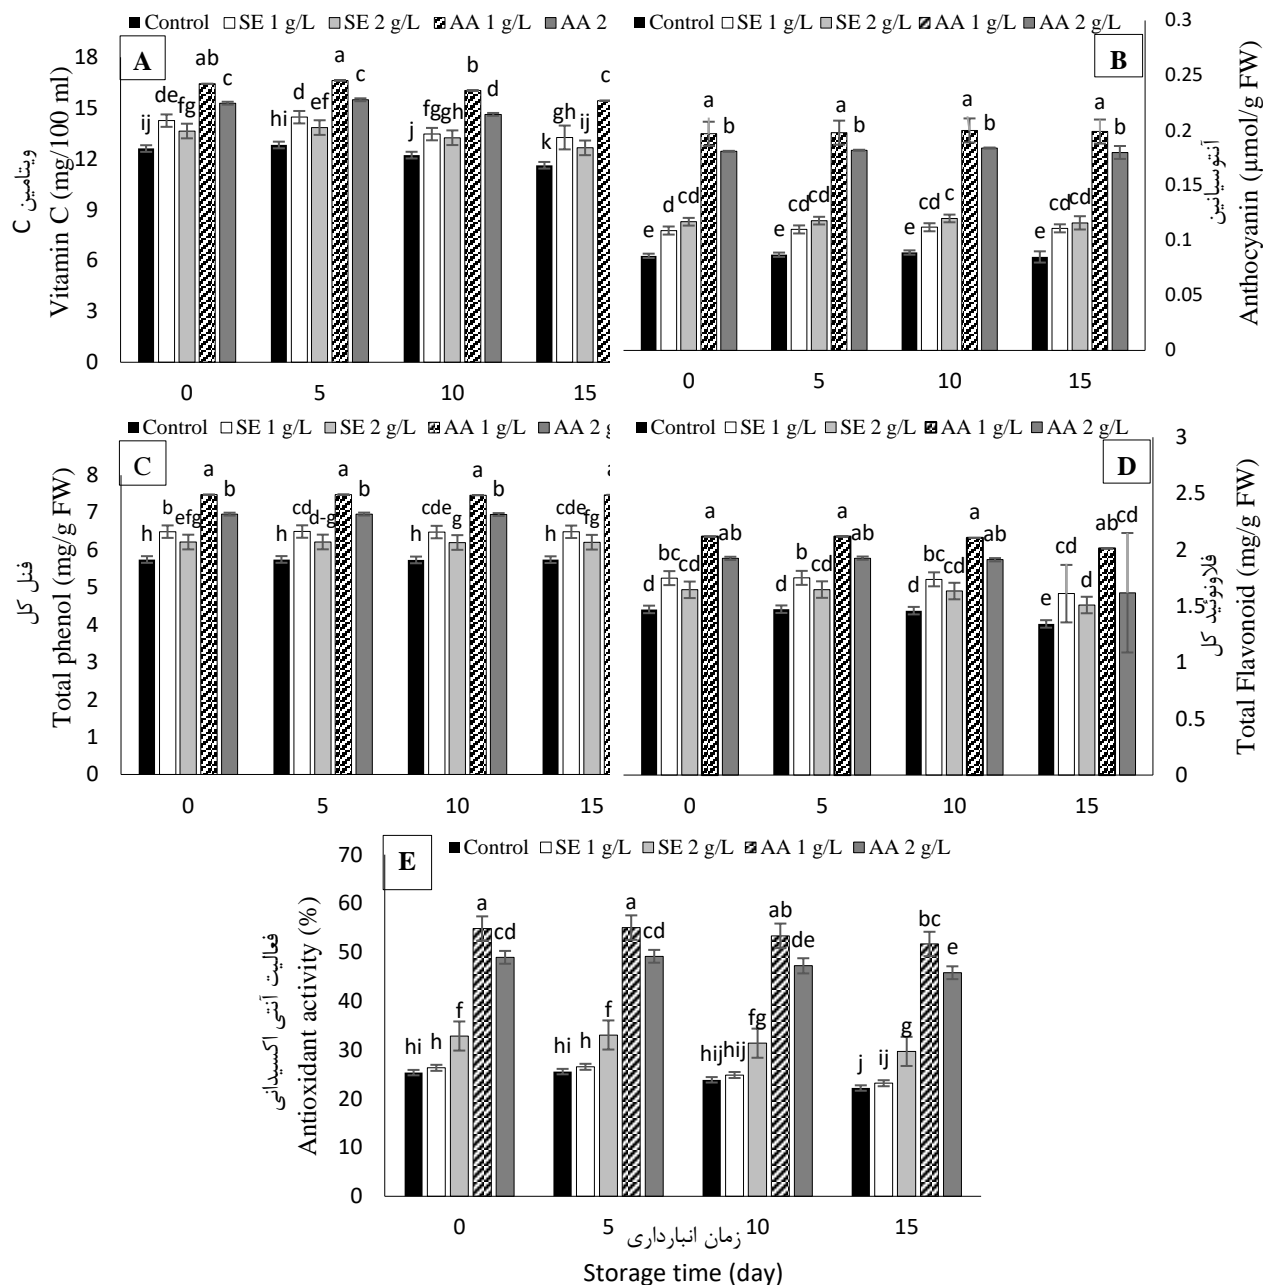 Control SE 1 g/L SE 2 g/L AA 1 g/L AA 2
A
ویتامین C
Vitamin C (mg/100 ml)
18
15
12
9
6
3
0
ij de fg ab c
hi d ef a c
j fg gh b d
k gh ij c
0 5 10 15
Control SE 1 g/L SE 2 g/L AA 1 g/L AA 2 g/L
B
آنتوسیانین
Anthocyanin (µmol/g FW)
0.3
0.25
0.2
0.15
0.1
0.05
0
e d cd a b
e cd cd a b
e cd c a b
e cd cd a b
0 5 10 15
Control SE 1 g/L SE 2 g/L AA 1 g/L AA 2 g
C
فنل کل
Total phenol (mg/g FW)
8
7
6
5
4
3
2
1
0
h b efg a b
h cd d-g a b
h cde g a b
h cde fg
0 5 10 15
Control SE 1 g/L SE 2 g/L AA 1 g/L AA 2 g/L
D
فلاونوئید کل
Total Flavonoid (mg/g FW)
3
2.5
2
1.5
1
0.5
0
d bc cd a ab
d b cd a ab
d bc cd a ab
e cd d ab cd
0 5 10 15
Control SE 1 g/L SE 2 g/L AA 1 g/L AA 2 g/L
E
فعالیت آنتی اکسیدانی
Antioxidant activity (%)
70
60
50
40
30
20
10
0
hi h f a cd
hi h f a cd
hij hij fg ab de
j ij g bc e
0 5 10 15
زمان انبارداری
Storage time (day)